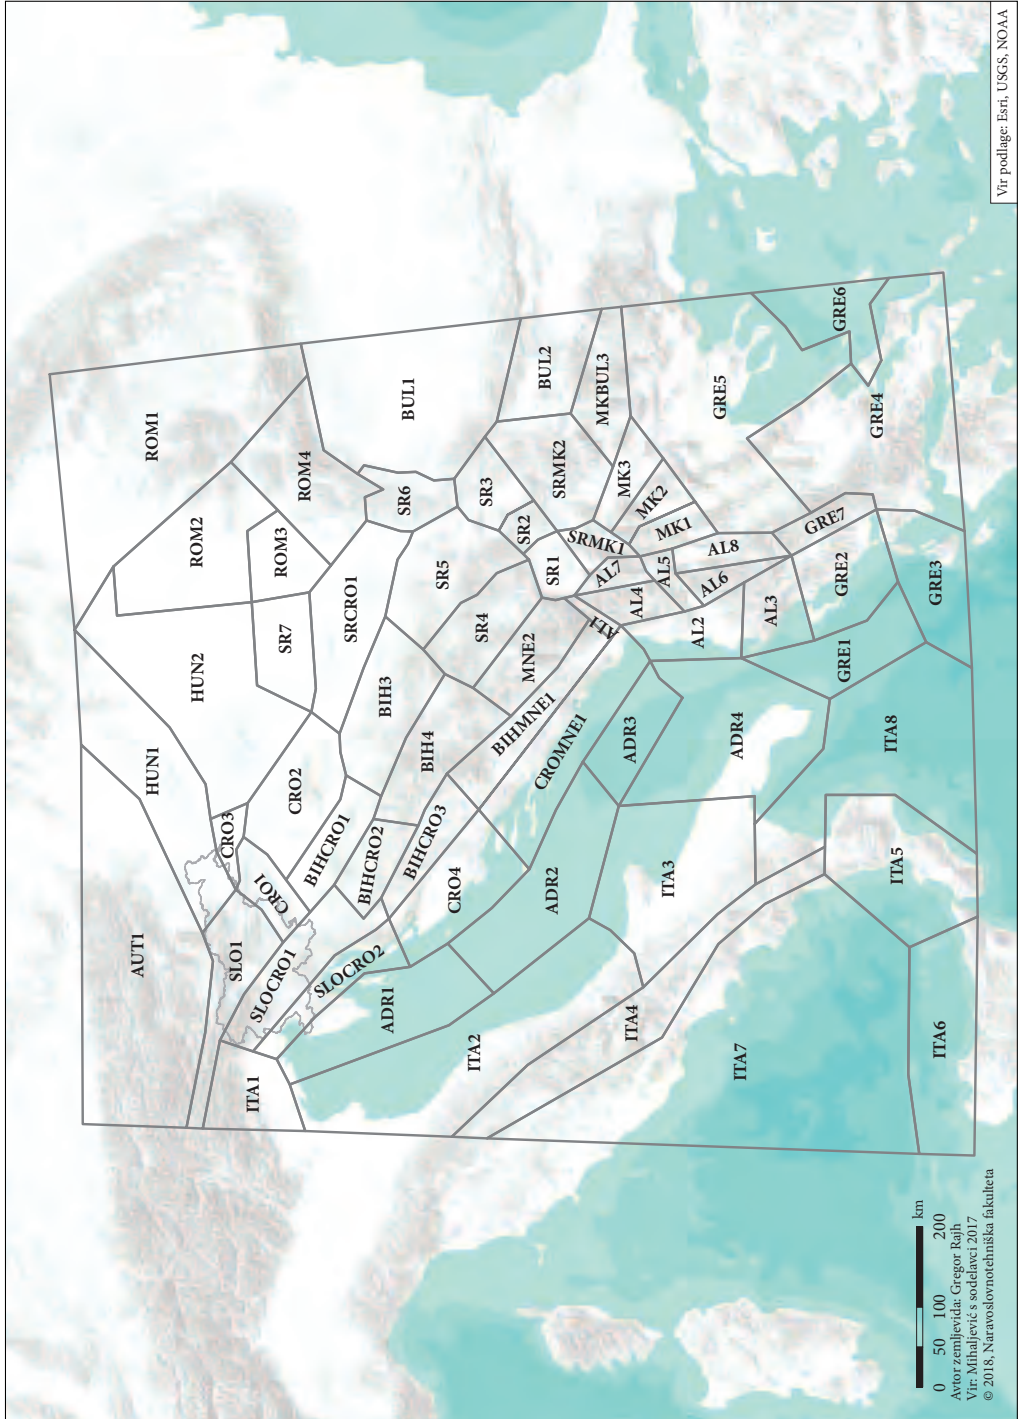 AUT1
HUN1
HUN2
ROM1
ROM2
ROM3
ROM4
SR7
SRCRO1
SR6
BUL1
ITA1
SLO1
SLOCRO1
SLOCRO2
CRO1
CRO3
CRO2
BIHCRO1
BIHCRO2
BIHCRO3
BIH3
BIH4
SR5
SR4
SR3
SR2
SR1
SRMK2
BUL2
MKBUL3
ADR1
CRO4
BIHMNE1
MNE2
CROMNE1
AL1
AL7
SRMK1
MK3
MK2
MK1
AL4
AL5
AL8
AL6
AL2
AL3
ITA2
ADR2
ADR3
ADR4
GRE5
GRE6
GRE4
GRE7
GRE2
GRE1
GRE3
ITA4
ITA3
ITA7
ITA8
ITA5
ITA6
0 50 100 200 km
Avtor zemljevida: Gregor Rajh
Vir: Mihaljević s sodelavci 2017
© 2018, Naravoslovnotehniška fakulteta
Vir podlage: Esri, USGS, NOAA